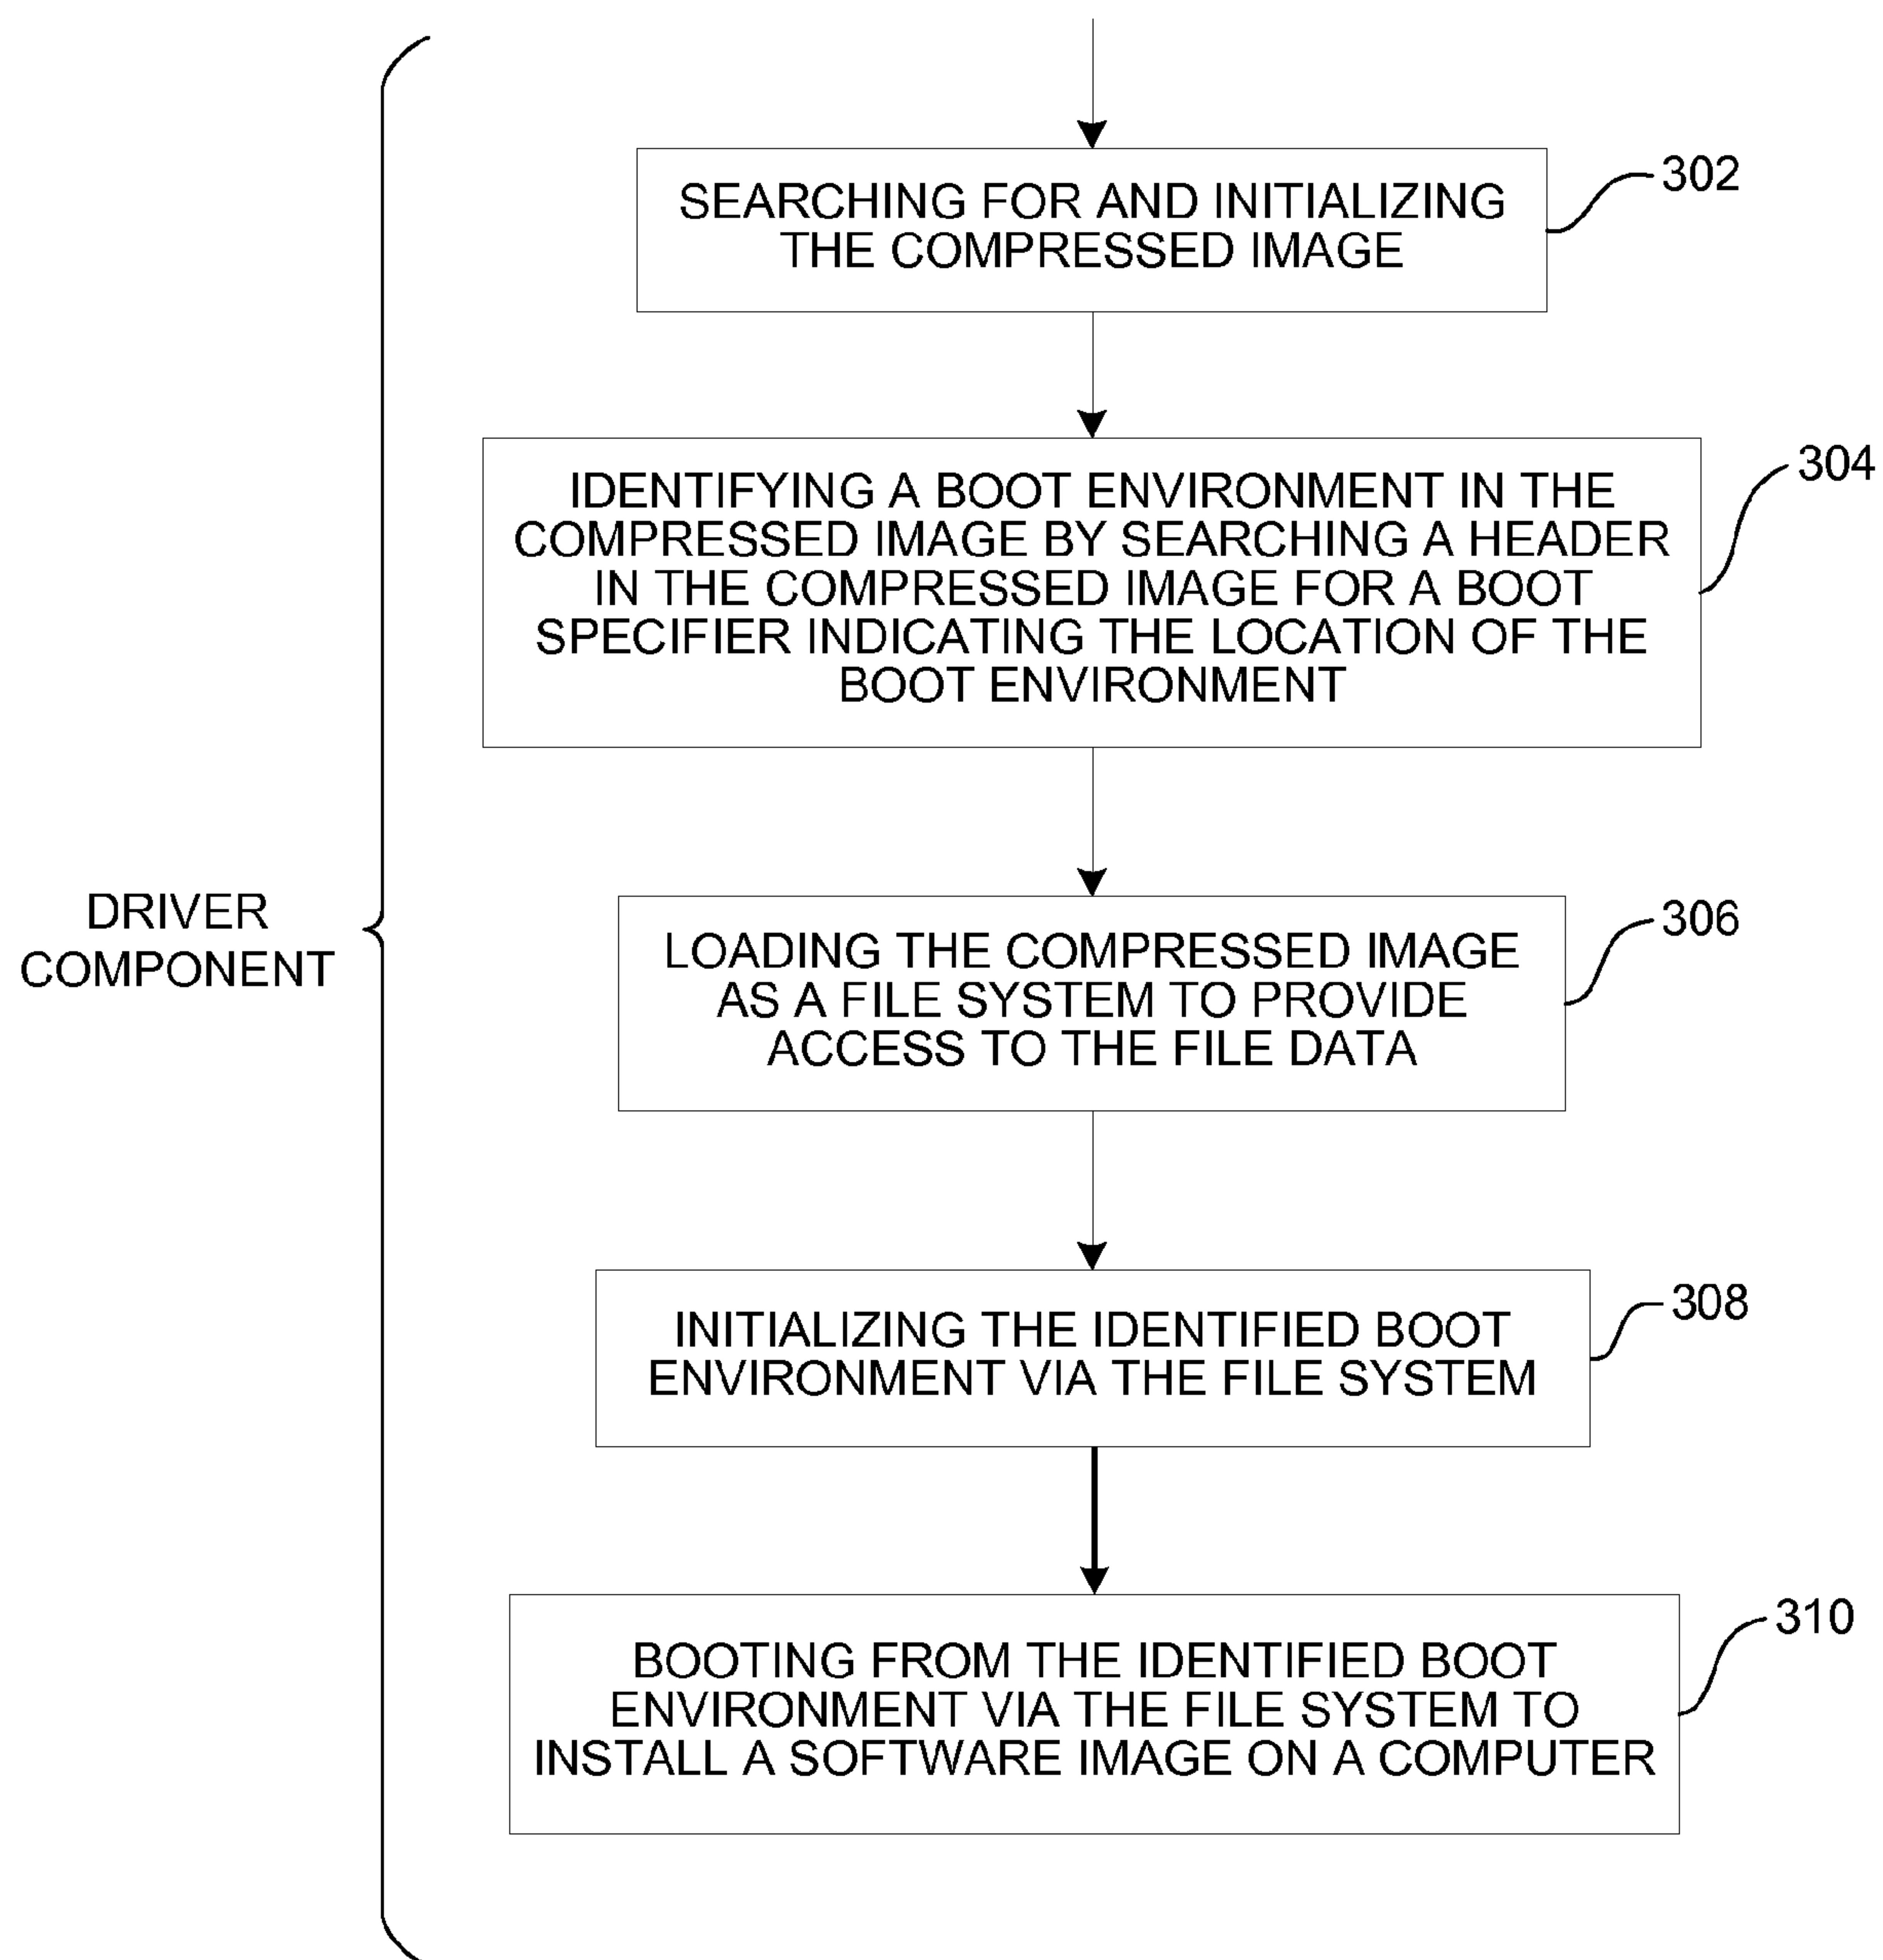 SEARCHING FOR AND INITIALIZING
THE COMPRESSED IMAGE
302
IDENTIFYING A BOOT ENVIRONMENT IN THE
COMPRESSED IMAGE BY SEARCHING A HEADER
IN THE COMPRESSED IMAGE FOR A BOOT
SPECIFIER INDICATING THE LOCATION OF THE
BOOT ENVIRONMENT
304
DRIVER
COMPONENT
LOADING THE COMPRESSED IMAGE
AS A FILE SYSTEM TO PROVIDE
ACCESS TO THE FILE DATA
306
INITIALIZING THE IDENTIFIED BOOT
ENVIRONMENT VIA THE FILE SYSTEM
308
BOOTING FROM THE IDENTIFIED BOOT
ENVIRONMENT VIA THE FILE SYSTEM TO
INSTALL A SOFTWARE IMAGE ON A COMPUTER
310